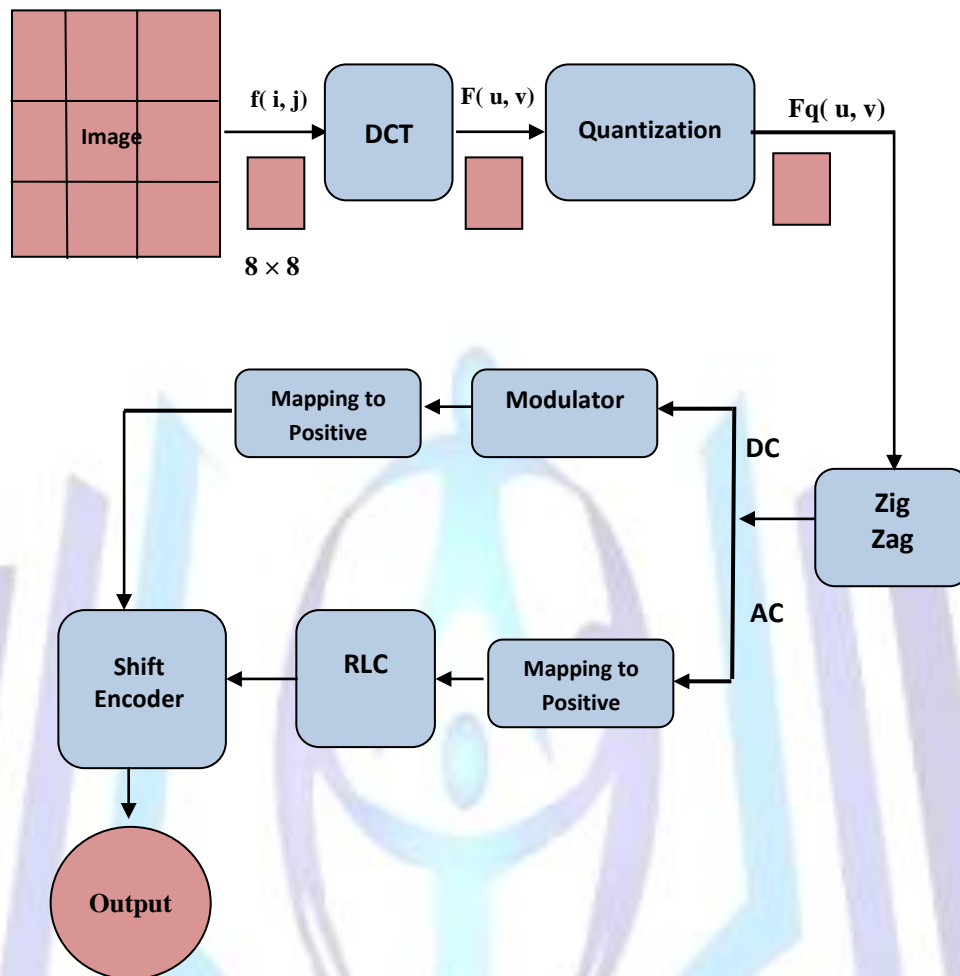 Image
f( i, j)
8 × 8
DCT
F( u, v)
Quantization
Fq( u, v)
Zig
Zag
DC
AC
Modulator
Mapping to
Positive
Mapping to
Positive
RLC
Shift
Encoder
Output